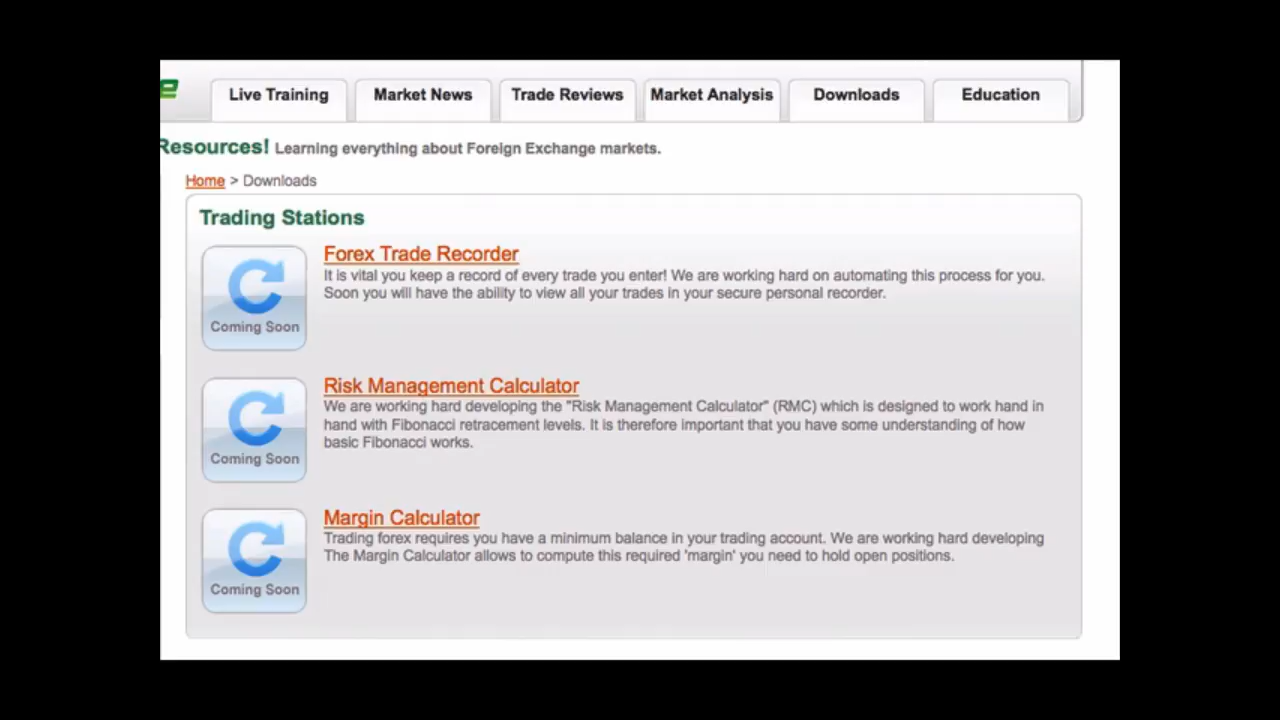 e
Live Training
Market News
Trade Reviews
Market Analysis
Downloads
Education
Resources! Learning everything about Foreign Exchange markets.
Home > Downloads
Trading Stations
Forex Trade Recorder
It is vital you keep a record of every trade you enter! We are working hard on automating this process for you.
Soon you will have the ability to view all your trades in your secure personal recorder.
Coming Soon
Risk Management Calculator
We are working hard developing the "Risk Management Calculator" (RMC) which is designed to work hand in
hand with Fibonacci retracement levels. It is therefore important that you have some understanding of how
basic Fibonacci works.
Coming Soon
Margin Calculator
Trading forex requires you have a minimum balance in your trading account. We are working hard developing
The Margin Calculator allows to compute this required 'margin' you need to hold open positions.
Coming Soon